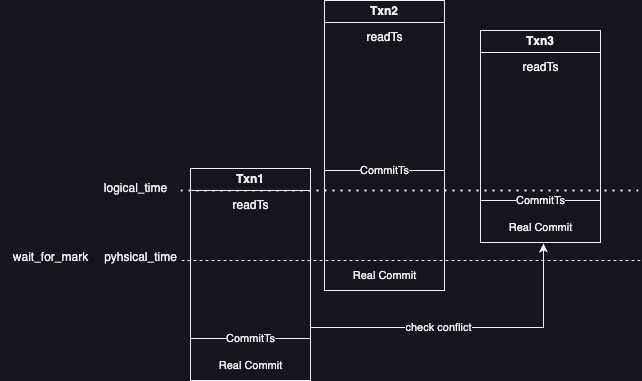 Txn2
readTs
Txn3
readTs
CommitTs
Txn1
logical_time
CommitTs
readTs
Real Commit
wait_for_mark pyhsical_time
Real Commit
check conflict
CommitTs
Real Commit